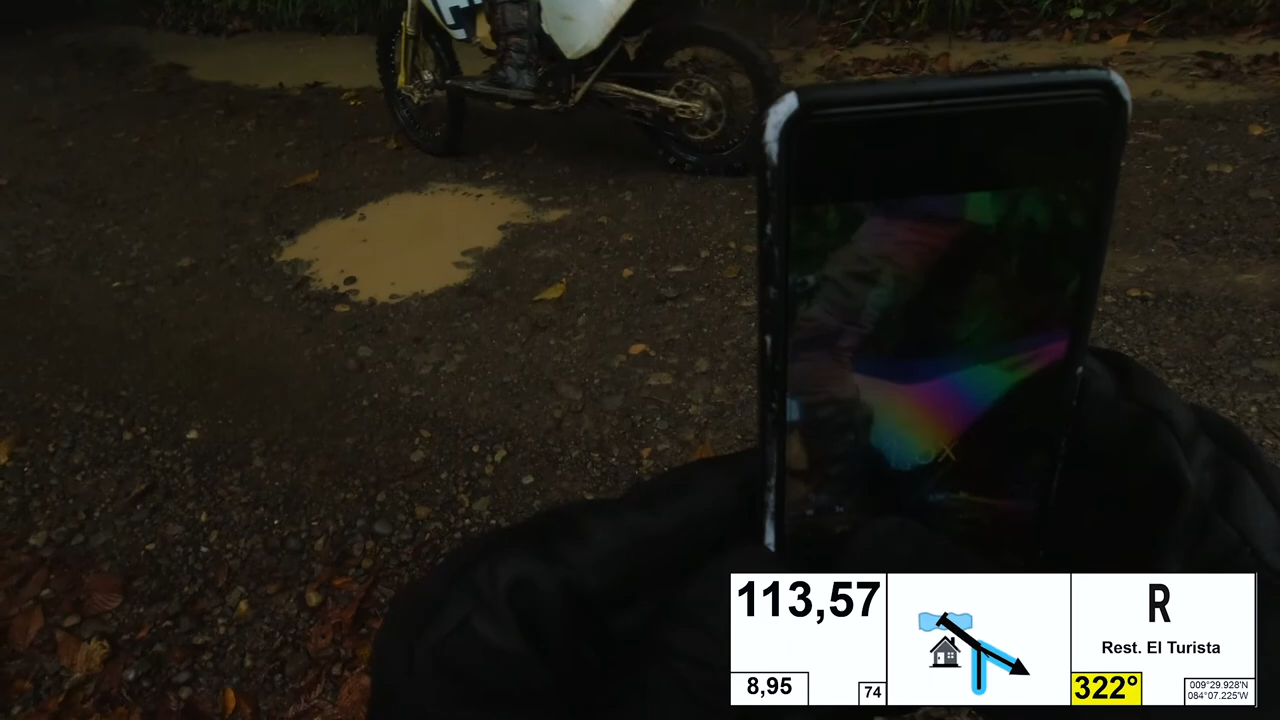 113,57
8,95
74
R
Rest. El Turista
322°
009°29.928'N
084°07.225'W